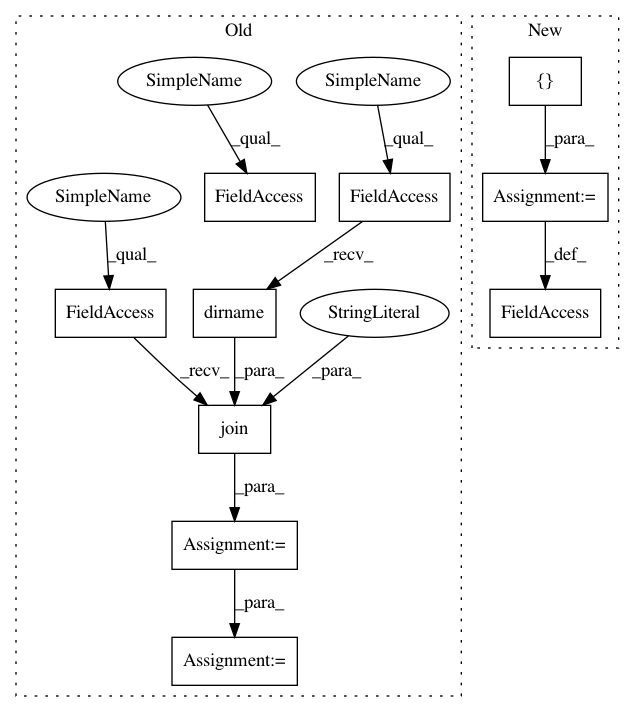 Old
New
SimpleName
SimpleName
{}
_qual_
_qual_
_para_
SimpleName
FieldAccess
FieldAccess
Assignment:=
_qual_
_recv_
_def_
FieldAccess
dirname
StringLiteral
FieldAccess
_recv_
_para_
_para_
join
_para_
Assignment:=
_para_
Assignment:=